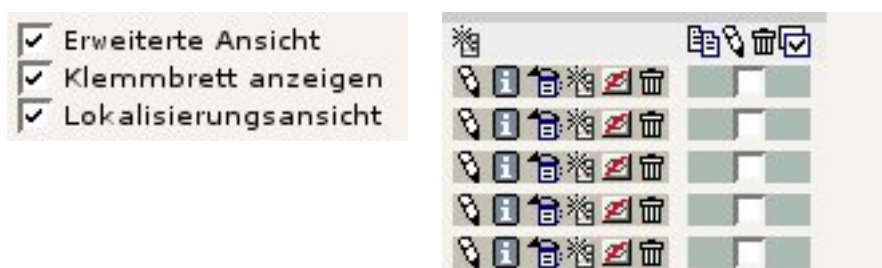 Erweiterte Ansicht
Klemmbrett anzeigen
Lokalisierungsansicht